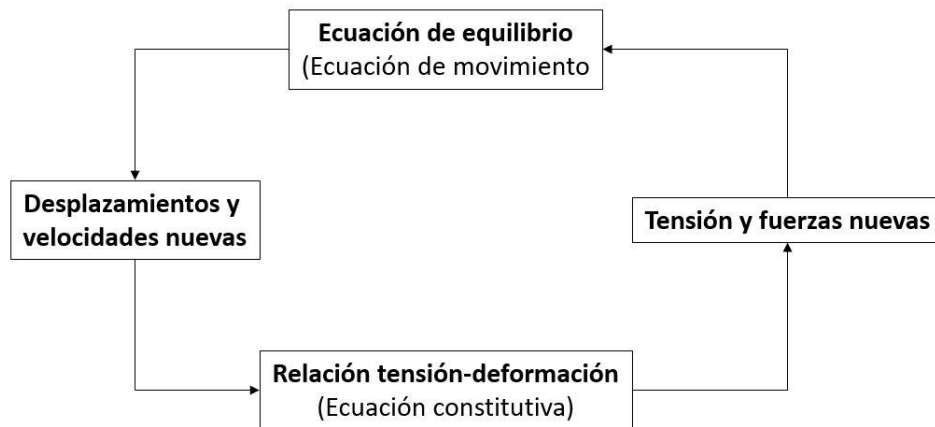 Ecuación de equilibrio
(Ecuación de movimiento
Desplazamientos y
velocidades nuevas
Tensión y fuerzas nuevas
Relación tensión-deformación
(Ecuación constitutiva)